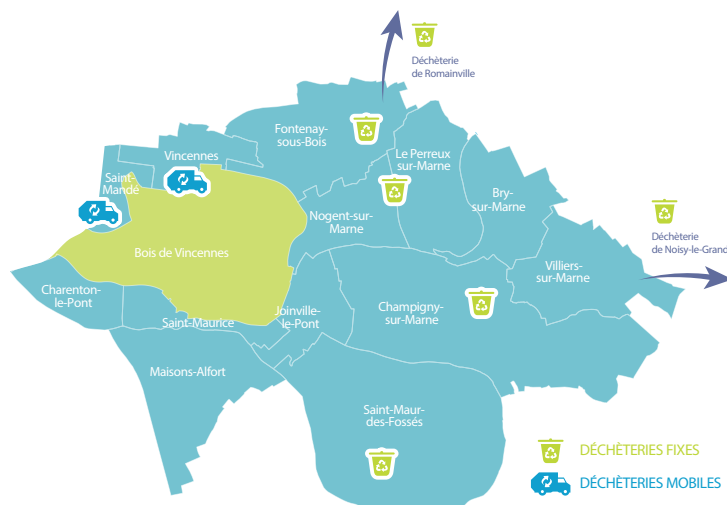 Déchèterie
de Romainville
Fontenay-
sous-Bois
Vincennes
Le Perreux
sur-Marne
Saint-
Mandé
Bry-
sur-Marne
Nogent-sur-
Marne
Déchèterie
de Noisy-le-Grand
Bois de Vincennes
Villiers-
sur-Marne
Charenton-
le-Pont
Joinville-
le-Pont
Champigny-
sur-Marne
Saint-Maurice
Maisons-Alfort
Saint-Maur-
des-Fossés
DÉCHÈTERIES FIXES
DÉCHÈTERIES MOBILES